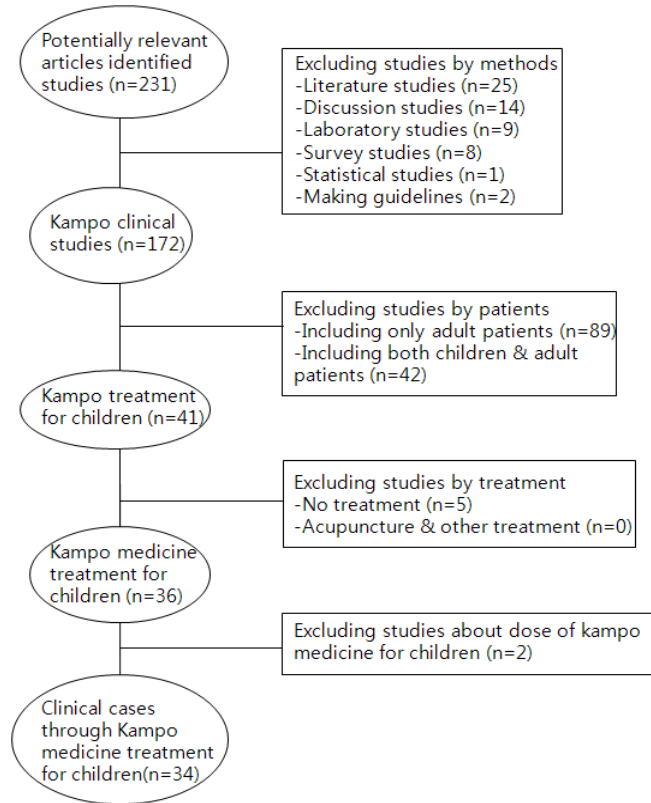 Potentially relevant
articles identified
studies (n=231)
Excluding studies by methods
-Literature studies (n=25)
-Discussion studies (n=14)
-Laboratory studies (n=9)
-Survey studies (n=8)
-Statistical studies (n=1)
-Making guidelines (n=2)
Kampo clinical
studies (n=172)
Excluding studies by patients
-Including only adult patients (n=89)
-Including both children & adult
patients (n=42)
Kampo treatment
for children (n=41)
Excluding studies by treatment
-No treatment (n=5)
-Acupuncture & other treatment (n=0)
Kampo medicine
treatment for
children (n=36)
Excluding studies about dose of kampo
medicine for children (n=2)
Clinical cases
through Kampo
medicine treatment
for children(n=34)